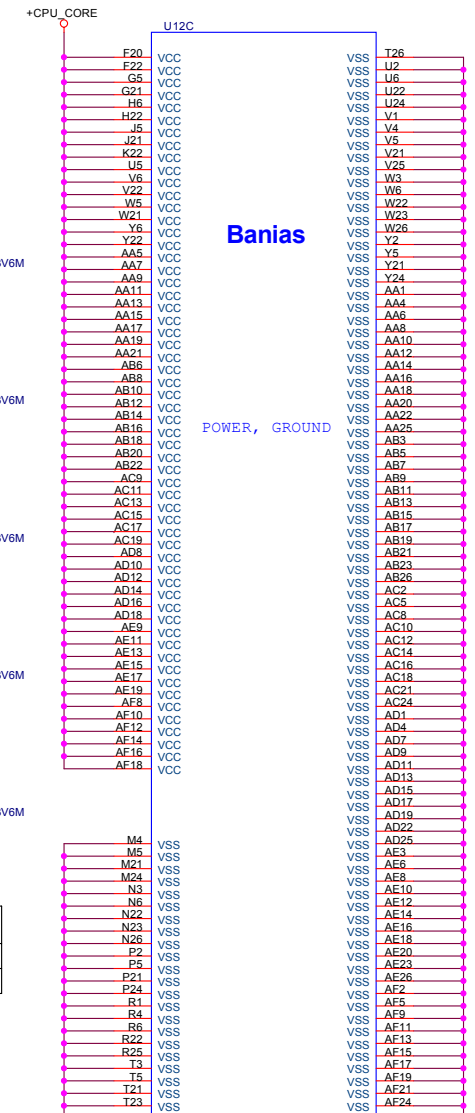 +CPU_CORE
U12C
F20 VCC VSS T26
F22 VCC VSS U2
G5 VCC VSS U6
G21 VCC VSS U22
H6 VCC VSS U24
H22 VCC VSS V1
J5 VCC VSS V4
J21 VCC VSS V5
K22 VCC VSS V21
U5 VCC VSS V25
V6 VCC VSS W3
V22 VCC VSS W6
W5 VCC VSS W22
W21 VCC VSS W23
Y6 VCC VSS W26
Banias
Y22 VCC VSS Y2
AA5 VCC VSS Y5
V6M AA7 VCC VSS Y21
AA9 VCC VSS Y24
AA11 VCC VSS AA1
AA13 VCC VSS AA4
AA15 VCC VSS AA6
AA17 VCC VSS AA8
AA19 VCC VSS AA10
AA21 VCC VSS AA12
AB6 VCC VSS AA14
AB8 VCC VSS AA16
AB10 VCC VSS AA18
V6M AB12 VCC VSS AA20
AB14 VCC VSS AA22
AB16 VCC POWER, GROUND VSS AA25
AB18 VCC VSS AB3
AB20 VCC VSS AB5
AB22 VCC VSS AB7
AC9 VCC VSS AB9
AC11 VCC VSS AB11
AC13 VCC VSS AB13
AC15 VCC VSS AB15
AC17 VCC VSS AB17
V6M AC19 VCC VSS AB19
AD8 VCC VSS AB21
AD10 VCC VSS AB23
AD12 VCC VSS AB26
AD14 VCC VSS AC2
AD16 VCC VSS AC5
AD18 VCC VSS AC8
AE9 VCC VSS AC10
AE11 VCC VSS AC12
AE13 VCC VSS AC14
AE15 VCC VSS AC16
V6M AE17 VCC VSS AC18
AE19 VCC VSS AC21
AF8 VCC VSS AC24
AF10 VCC VSS AD1
AF12 VCC VSS AD4
AF14 VCC VSS AD7
AF16 VCC VSS AD9
AF18 VCC VSS AD11
VSS AD13
VSS AD15
VSS AD17
V6M VSS AD19
VSS AD22
M4 VSS VSS AD25
M5 VSS VSS AE3
M21 VSS VSS AE6
M24 VSS VSS AE8
N3 VSS VSS AE10
N6 VSS VSS AE12
N22 VSS VSS AE14
N23 VSS VSS AE16
N26 VSS VSS AE18
P2 VSS VSS AE20
P5 VSS VSS AE23
P21 VSS VSS AE26
P24 VSS VSS AF2
R1 VSS VSS AF5
R4 VSS VSS AF9
R6 VSS VSS AF11
R22 VSS VSS AF13
R25 VSS VSS AF15
T3 VSS VSS AF17
T5 VSS VSS AF19
T21 VSS VSS AF21
T23 VSS VSS AF24